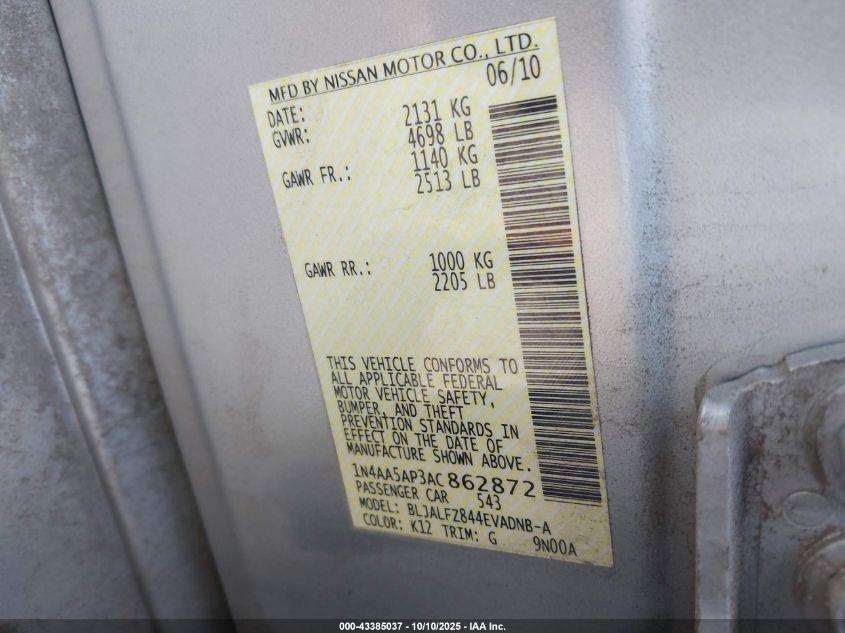 MFD BY NISSAN MOTOR CO., LTD.
DATE: 06/10
GVWR: 2131 KG
4698 LB
GAWR FR.: 1140 KG
2513 LB
GAWR RR.: 1000 KG
2205 LB
THIS VEHICLE CONFORMS TO
ALL APPLICABLE FEDERAL
MOTOR VEHICLE SAFETY,
BUMPER, AND THEFT
PREVENTION STANDARDS IN
EFFECT ON THE DATE OF
MANUFACTURE SHOWN ABOVE.
1N4AA5AP3AC862872
PASSENGER CAR 543
MODEL: BLJALFZ844EVADNB-A
COLOR: K12 TRIM: G 9N00A
000-43385037 - 10/10/2025 - IAA Inc.